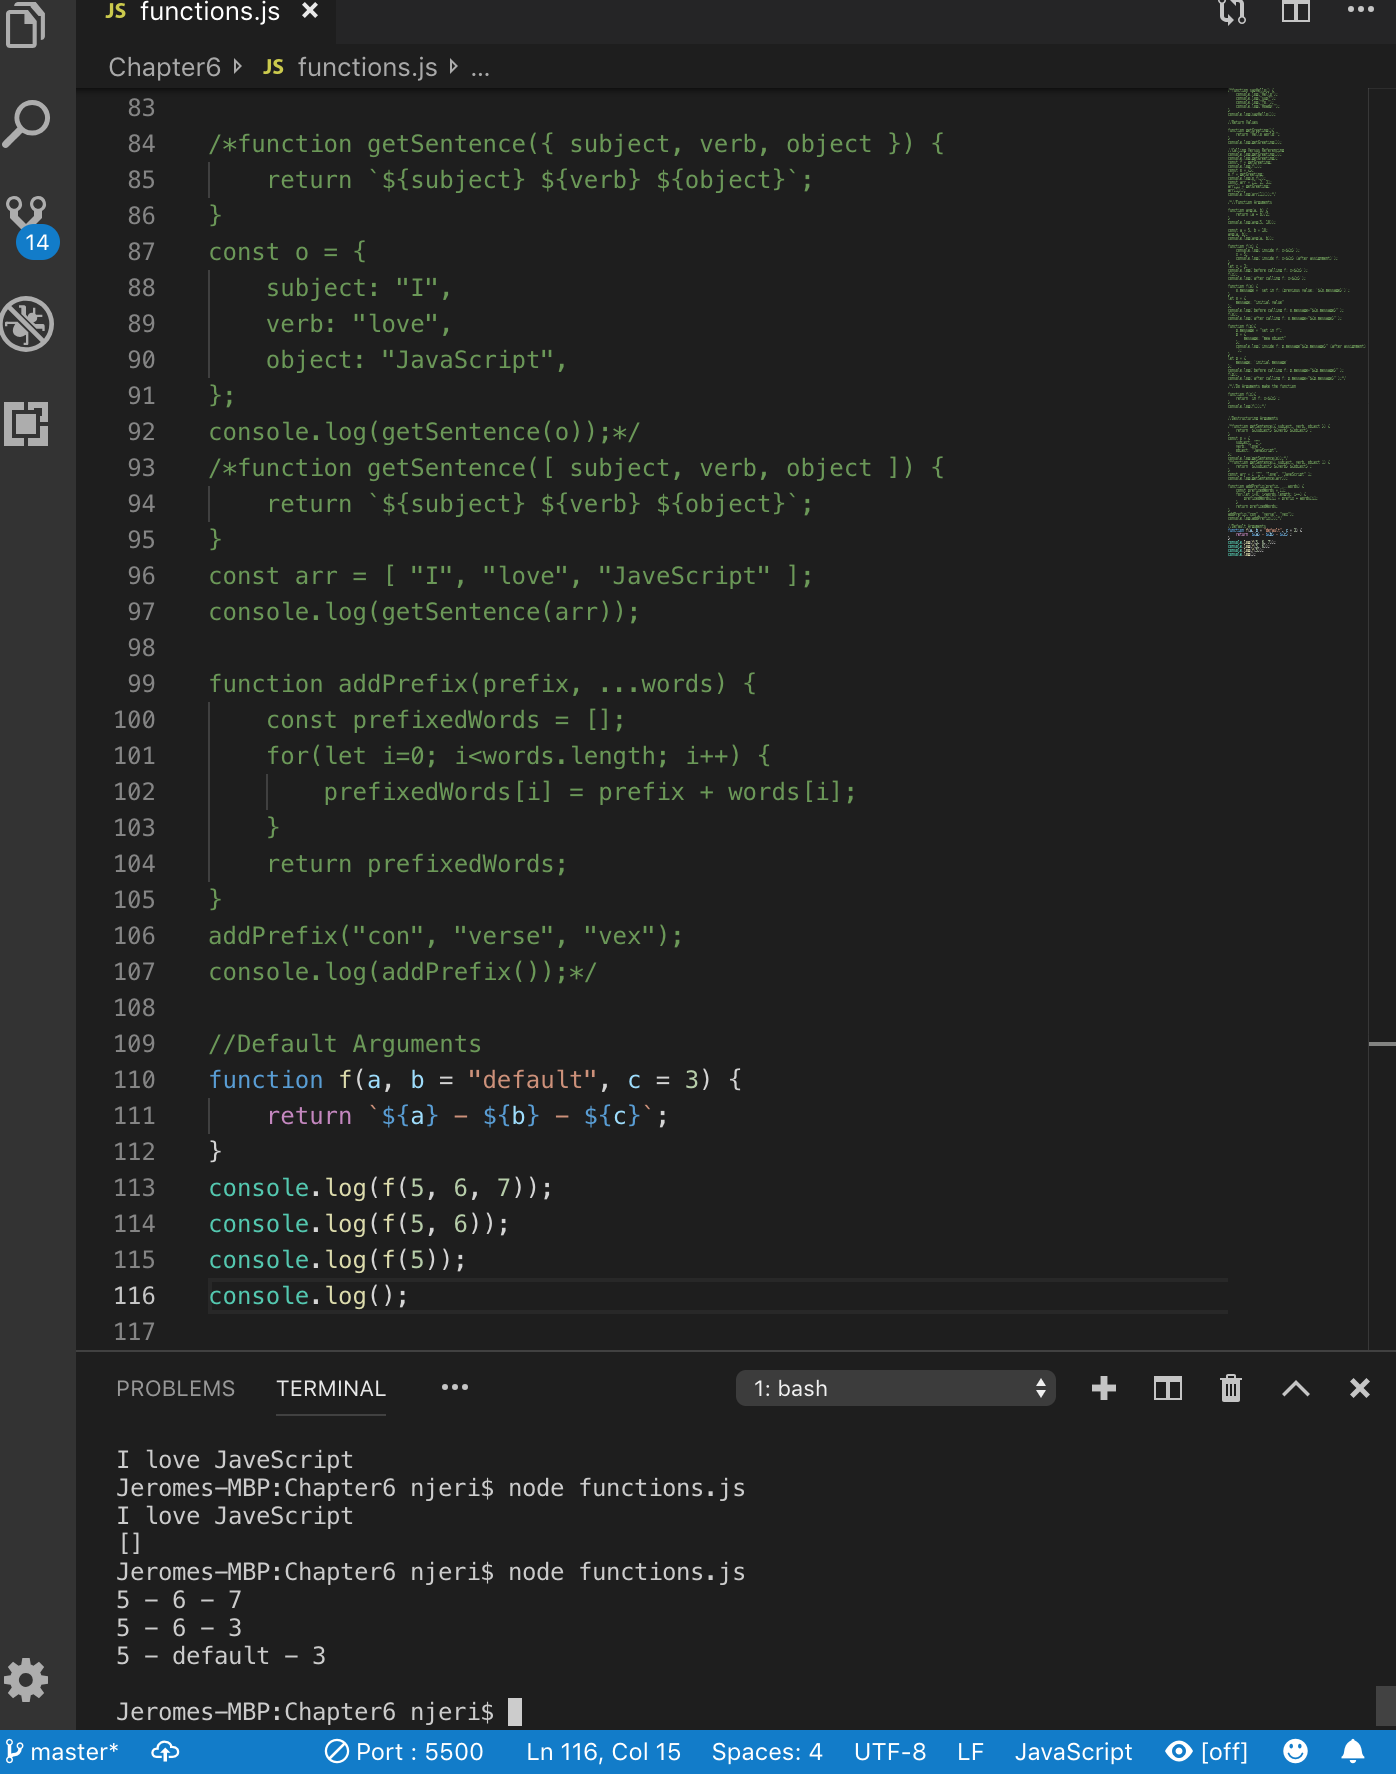 JS functions.js ×
Chapter6 JS functions.js ...
83
84 /*function getSentence({ subject, verb, object }) {
85     return `${subject} ${verb} ${object}`;
86 }
87 const o = {
88     subject: "I",
89     verb: "love",
90     object: "JavaScript",
91 };
92 console.log(getSentence(o));*/
93 /*function getSentence([ subject, verb, object ]) {
94     return `${subject} ${verb} ${object}`;
95 }
96 const arr = [ "I", "love", "JaveScript" ];
97 console.log(getSentence(arr));
98
99 function addPrefix(prefix, ...words) {
100     const prefixedWords = [];
101     for(let i=0; i<words.length; i++) {
102         prefixedWords[i] = prefix + words[i];
103     }
104     return prefixedWords;
105 }
106 addPrefix("con", "verse", "vex");
107 console.log(addPrefix());*/
108
109 //Default Arguments
110 function f(a, b = "default", c = 3) {
111     return `${a} - ${b} - ${c}`;
112 }
113 console.log(f(5, 6, 7));
114 console.log(f(5, 6));
115 console.log(f(5));
116 console.log();
117
14
PROBLEMS TERMINAL ••• 1: bash
I love JaveScript
Jeromes-MBP:Chapter6 njeri$ node functions.js
I love JaveScript
[]
Jeromes-MBP:Chapter6 njeri$ node functions.js
5 - 6 - 7
5 - 6 - 3
5 - default - 3
Jeromes-MBP:Chapter6 njeri$
master* Port : 5500 Ln 116, Col 15 Spaces: 4 UTF-8 LF JavaScript [off]